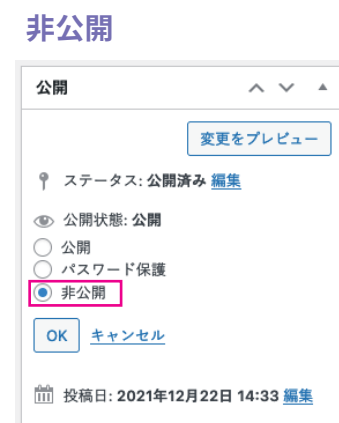 非公開
公開
変更をプレビュー
ステータス: 公開済み 編集
公開状態: 公開
公開
パスワード保護
非公開
OK キャンセル
投稿日: 2021年12月22日 14:33 編集